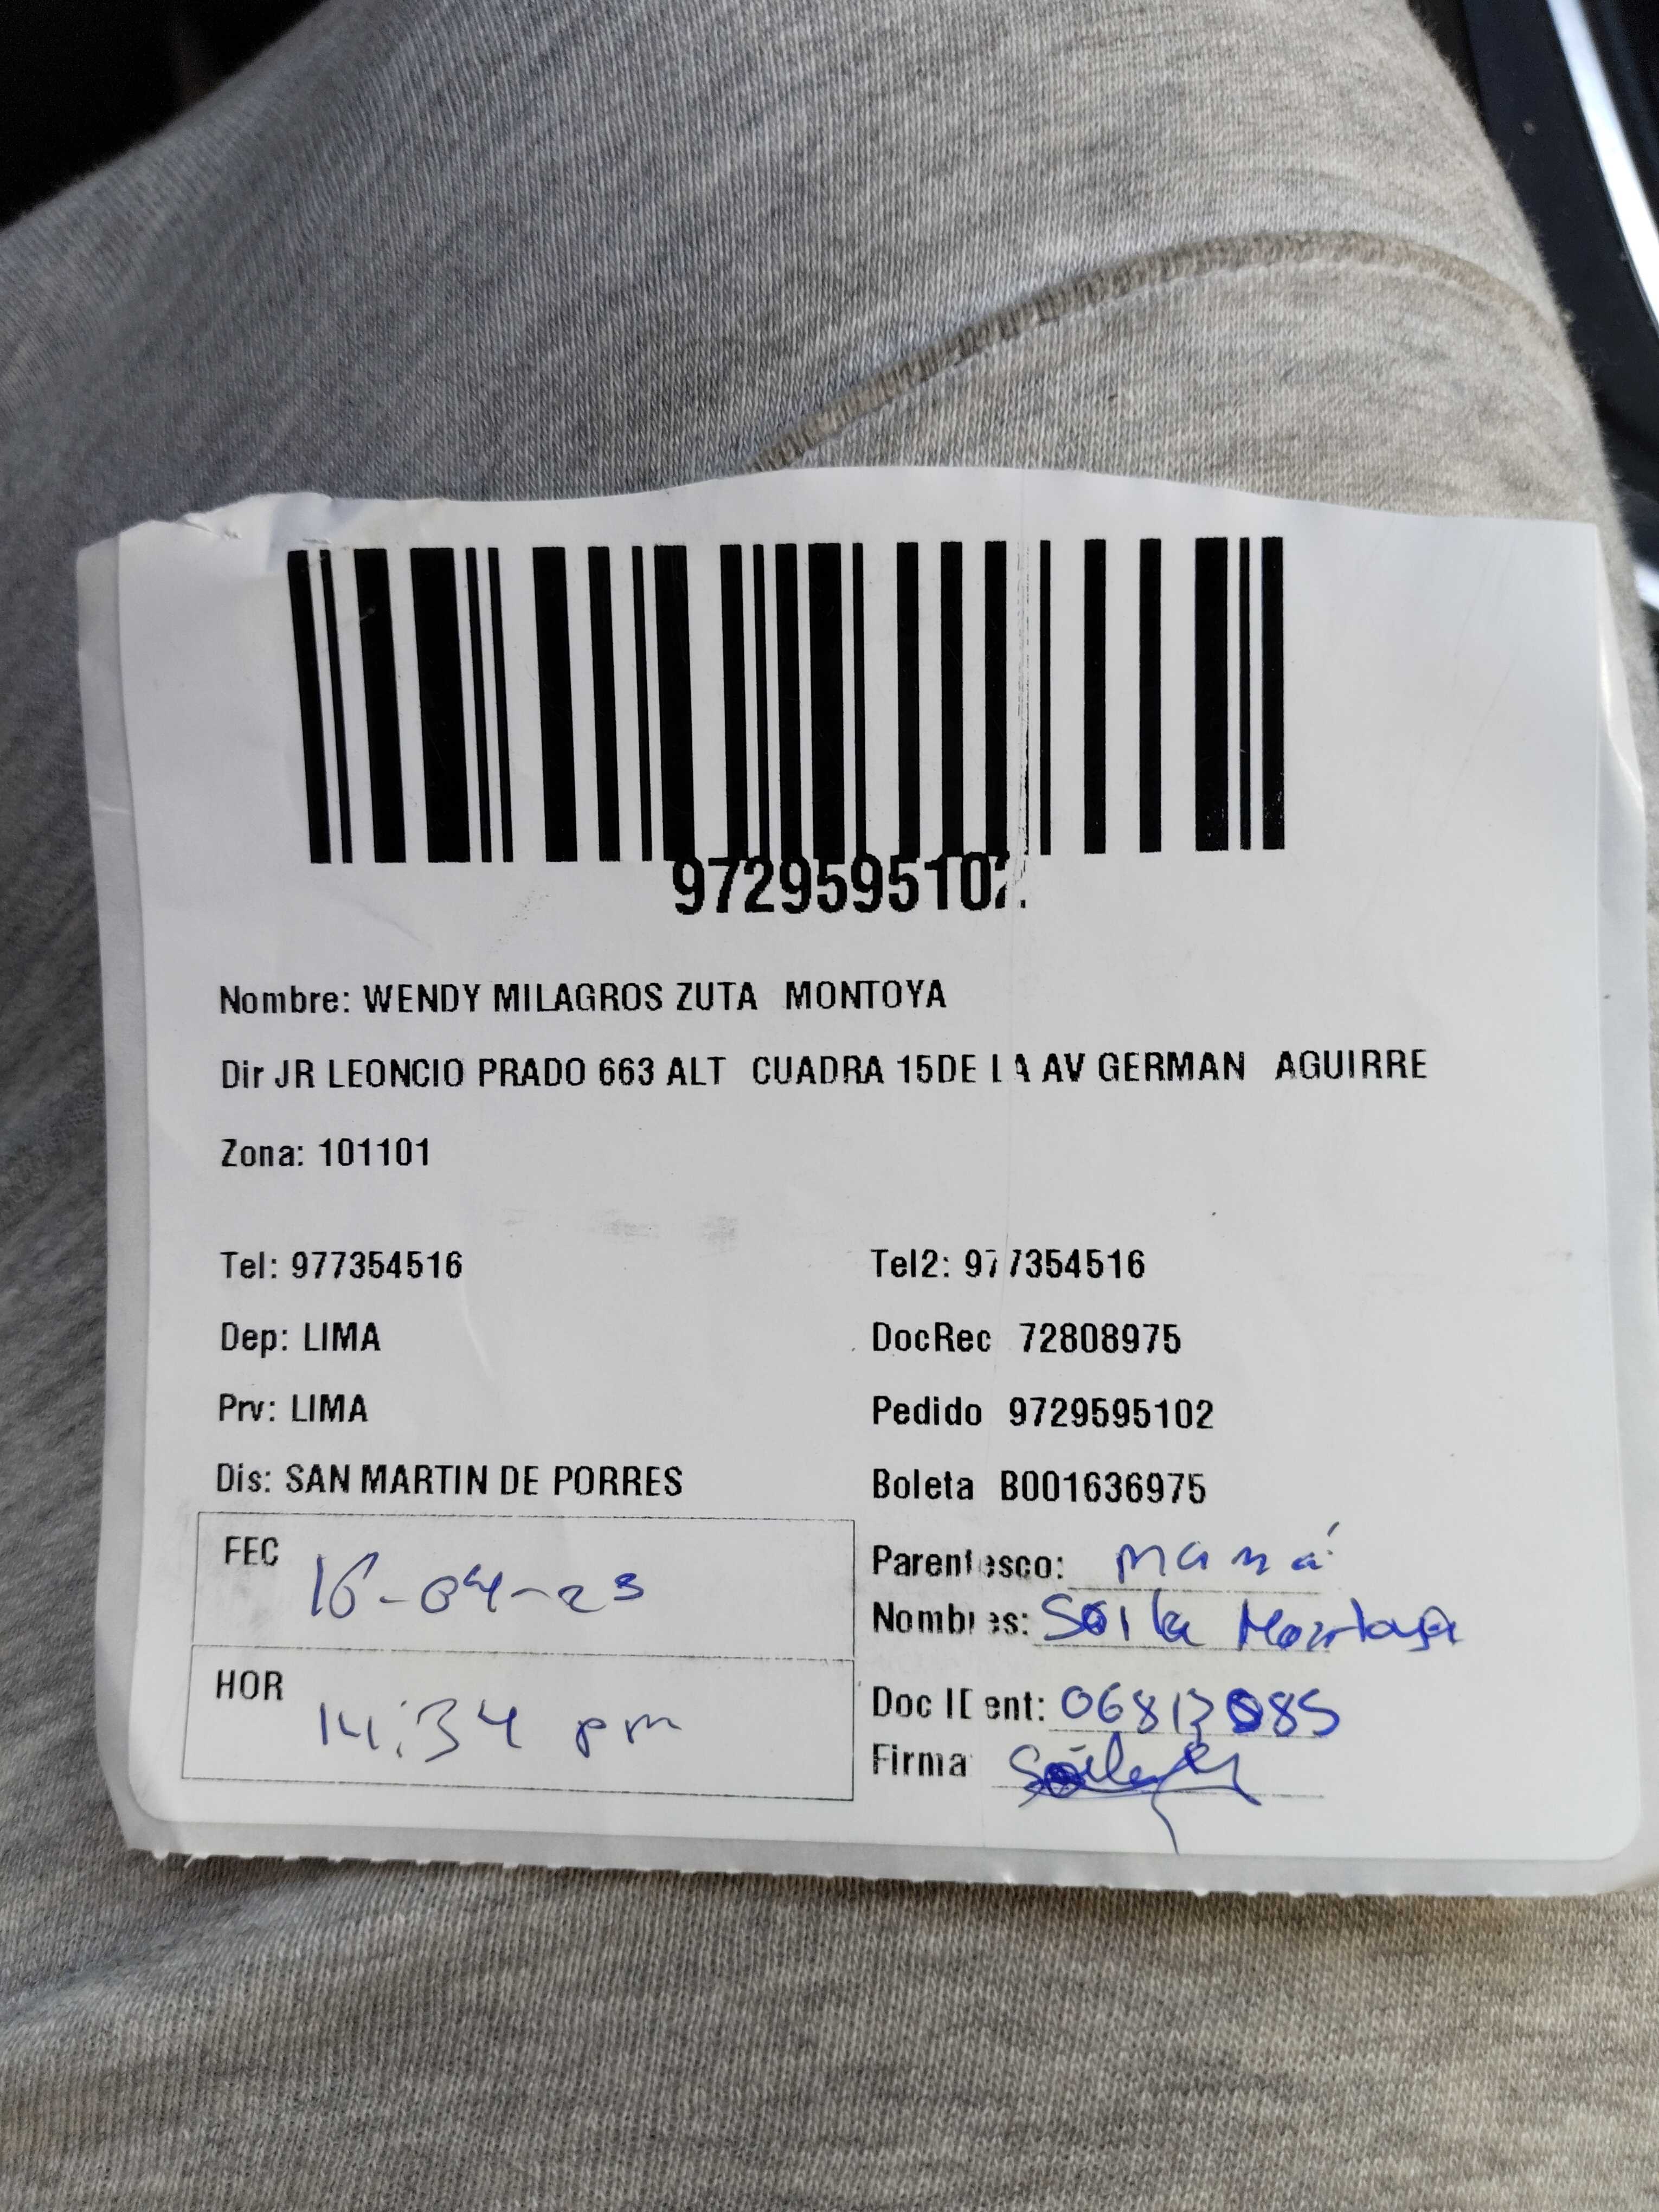 9729595102
Nombre: WENDY MILAGROS ZUTA MONTOYA
Dir JR LEONCIO PRADO 663 ALT CUADRA 15DE LA AV GERMAN AGUIRRE
Zona: 101101
Tel: 977354516 Tel2: 977354516
Dep: LIMA DocRec 72808975
Prv: LIMA Pedido 9729595102
Dis: SAN MARTIN DE PORRES Boleta B001636975
FEC 16-04-23
Parentesco: mamá
Nombres: Soila Montoya
HOR 14:34 pm
Doc IDent:
Firma